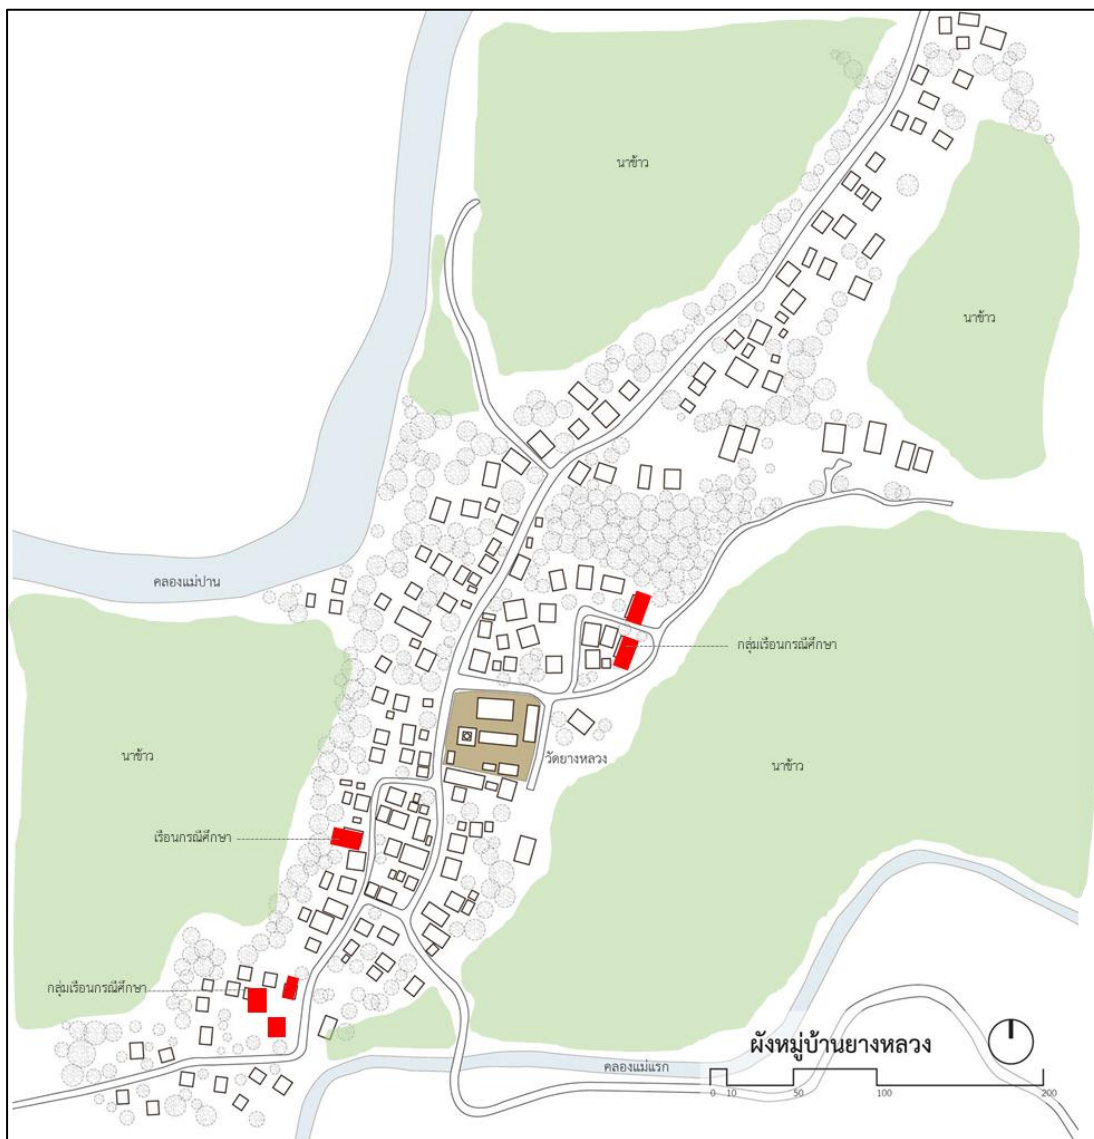 นาข้าว
นาข้าว
คลองแม่ปาน
กลุ่มเรือนกรณีศึกษา
นาข้าว
วัดยางหลวง
นาข้าว
เรือนกรณีศึกษา
กลุ่มเรือนกรณีศึกษา
ผังหมู่บ้านยางหลวง
คลองแม่แรก
0 10 50 100 200